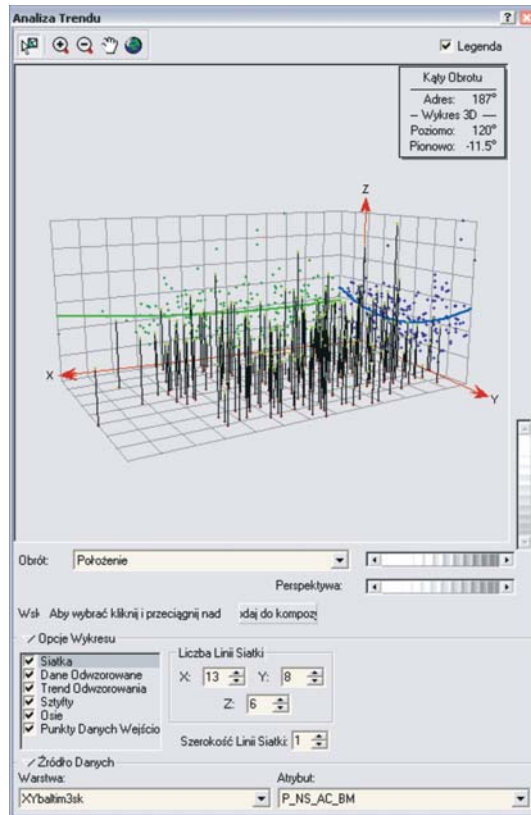 Analiza Trendu
Legenda
Kąty Obrotu
Adres: 187°
– Wykres 3D —
Poziomo: 120°
Pionowo: -11.5°
Z
X
Y
Obrót: Położenie
Perspektywa:
Wsk Aby wybrać kliknij i przeciągnij nad odaj do kompozy
Opcje Wykresu
Siatka
Dane Odwzorowane
Trend Odwzorowania
Sztyfty
Osie
Punkty Danych Wejścio
Liczba Linii Siatki
X: 13 Y: 8
Z: 6
Szerokość Linii Siatki: 1
Źródło Danych
Warstwa: Atrybut:
XYbaltim3sk P_NS_AC_BM